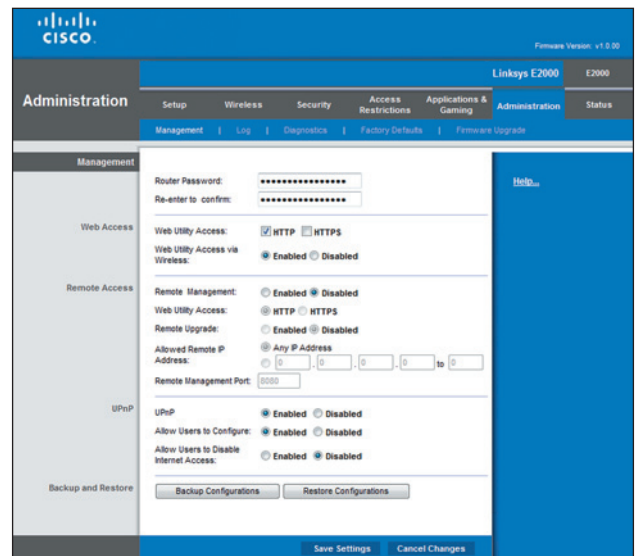 CISCO.
Firmware Version: v1.0.00
Linksys E2000
E2000
Administration
Setup
Wireless
Security
Access Restrictions
Applications & Gaming
Administration
Status
Management | Log | Diagnostics | Factory Defaults | Firmware Upgrade
Management
Router Password: ••••••••••••••••
Re-enter to confirm: ••••••••••••••••
Help...
Web Access
Web Utility Access: HTTP HTTPS
Web Utility Access via Wireless: Enabled Disabled
Remote Access
Remote Management: Enabled Disabled
Web Utility Access: HTTP HTTPS
Remote Upgrade: Enabled Disabled
Allowed Remote IP Address: Any IP Address
0 . 0 . 0 . 0 to 0
Remote Management Port: 8080
UPnP
UPnP Enabled Disabled
Allow Users to Configure: Enabled Disabled
Allow Users to Disable Internet Access: Enabled Disabled
Backup and Restore
Backup Configurations
Restore Configurations
Save Settings
Cancel Changes